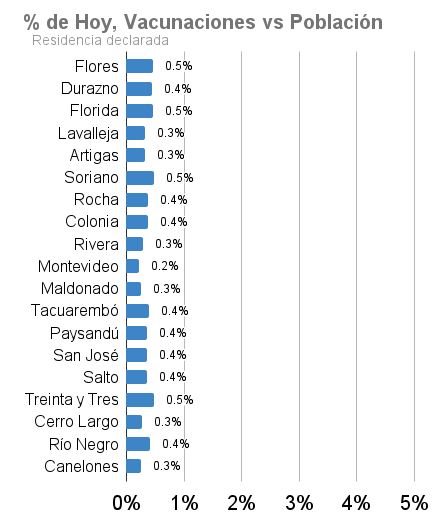 % de Hoy, Vacunaciones vs Población
Residencia declarada
Flores 0.5%
Durazno 0.4%
Florida 0.5%
Lavalleja 0.3%
Artigas 0.3%
Soriano 0.5%
Rocha 0.4%
Colonia 0.4%
Rivera 0.3%
Montevideo 0.2%
Maldonado 0.3%
Tacuarembó 0.4%
Paysandú 0.4%
San José 0.4%
Salto 0.4%
Treinta y Tres 0.5%
Cerro Largo 0.3%
Río Negro 0.4%
Canelones 0.3%
0% 1% 2% 3% 4% 5%